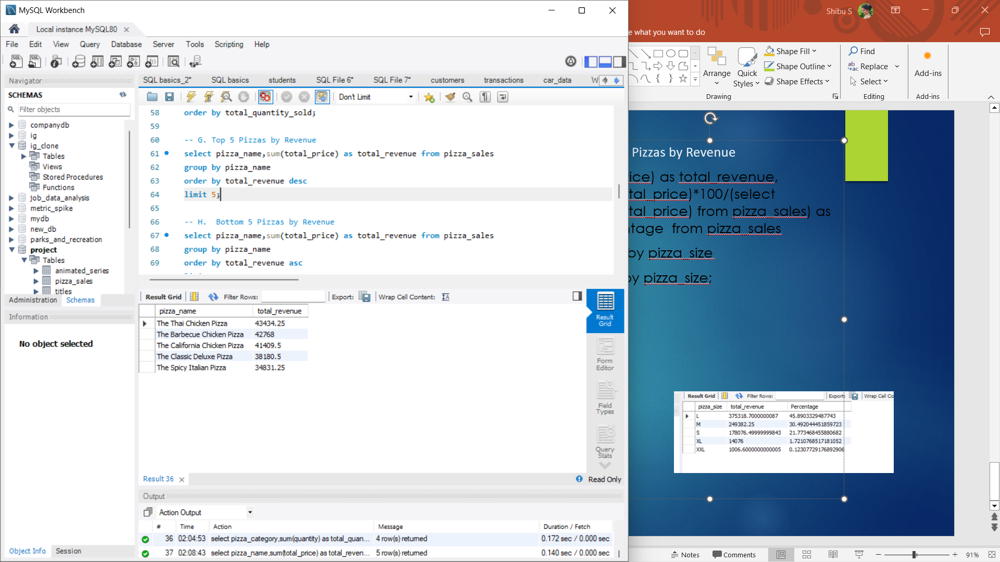 MySQL Workbench
Local instance MySQL80
File Edit View Query Database Server Tools Scripting Help
Navigator
SCHEMAS
Filter objects
companydb
ig
ig_clone
Tables
Views
Stored Procedures
Functions
job_data_analysis
metric_spike
mydb
new_db
parks_and_recreation
project
Tables
animated_series
pizza_sales
titles
Administration Schemas
Information
No object selected
Object Info Session
SQL basics_2* SQL basics students SQL File 6* SQL File 7* customers transactions car_data W
Don't Limit
58 order by total_quantity_sold;
59
60 -- G. Top 5 Pizzas by Revenue
61 select pizza_name,sum(total_price) as total_revenue from pizza_sales
62 group by pizza_name
63 order by total_revenue desc
64 limit 5;
65
66 -- H.  Bottom 5 Pizzas by Revenue
67 select pizza_name,sum(total_price) as total_revenue from pizza_sales
68 group by pizza_name
69 order by total_revenue asc
Result Grid Filter Rows: Export: Wrap Cell Content:
pizza_name total_revenue
The Thai Chicken Pizza 43434.25
The Barbecue Chicken Pizza 42768
The California Chicken Pizza 41409.5
The Classic Deluxe Pizza 38180.5
The Spicy Italian Pizza 34831.25
Result Grid
Form Editor
Field Types
Query Stats
Result 36
Read Only
Output
Action Output
# Time Action Message Duration / Fetch
36 02:04:53 select pizza_category,sum(quantity) as total_quan... 4 row(s) returned 0.172 sec / 0.000 sec
37 02:08:43 select pizza_name,sum(total_price) as total_reven... 5 row(s) returned 0.140 sec / 0.000 sec
Shibu S
e what you want to do
Arrange
Quick Styles
Shape Fill
Shape Outline
Shape Effects
Drawing
Find
Replace
Select
Editing
Add-ins
Add-ins
Pizzas by Revenue
ice) as total_revenue,
tal_price)*100/(select
tal_price) from pizza_sales) as
ntage  from pizza_sales
by pizza_size
by pizza_size;
Result Grid Filter Rows: Export: Wrap Cell Co
pizza_size total_revenue Percentage
L 375318.7000000087 45.8903329487743
M 249382.25 30.492044451859723
S 178076.49999999843 21.773468455880682
XL 14076 1.7210768517181052
XXL 1006.6000000000005 0.12307729176892906
Notes Comments 91%